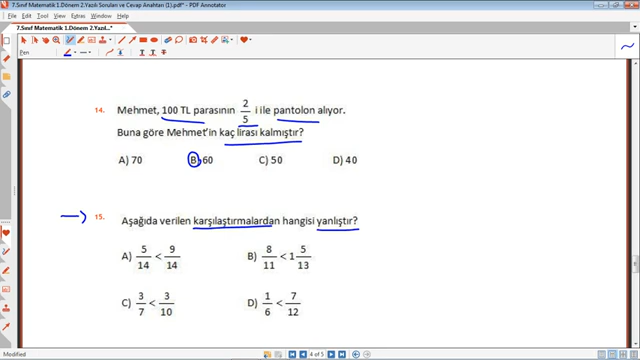 7.Sınıf Matematik 1.Dönem 2.Yazılı Soruları ve Cevap Anahtarı (1).pdf* - PDF Annotator
File Edit Tool View Window Help
7.Sınıf Matematik 1.Dönem 2.Yazıl...*
Pen
14. Mehmet, 100 TL parasının 2/5 i ile pantolon alıyor.
Buna göre Mehmet'in kaç lirası kalmıştır?
A) 70 B) 60 C) 50 D) 40
15. Aşağıda verilen karşılaştırmalardan hangisi yanlıştır?
A) 5/14 < 9/14 B) 8/11 < 1 5/13
C) 3/7 < 3/10 D) 1/6 < 7/12
Modified 4 of 5